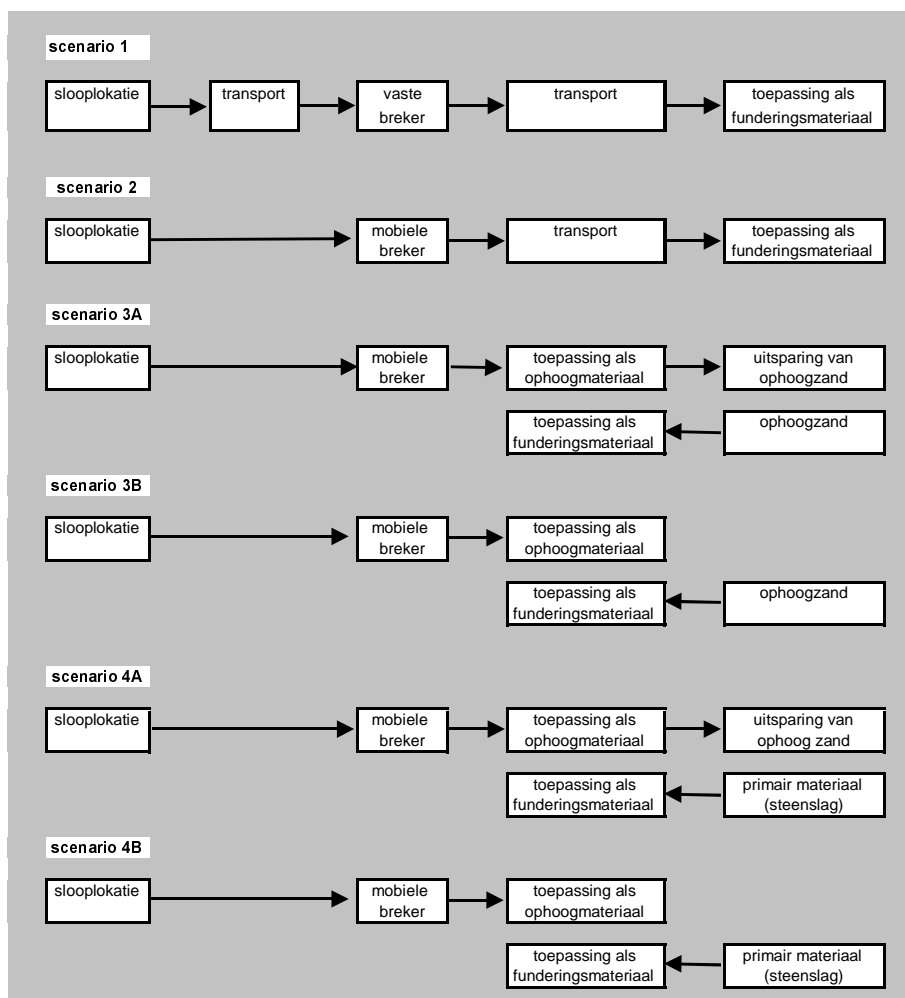 scenario 1
slooplokatie
transport
vaste
breker
transport
toepassing als
funderingsmateriaal
scenario 2
slooplokatie
mobiele
breker
transport
toepassing als
funderingsmateriaal
scenario 3A
slooplokatie
mobiele
breker
toepassing als
ophoogmateriaal
uitsparing van
ophoogzand
toepassing als
funderingsmateriaal
ophoogzand
scenario 3B
slooplokatie
mobiele
breker
toepassing als
ophoogmateriaal
toepassing als
funderingsmateriaal
ophoogzand
scenario 4A
slooplokatie
mobiele
breker
toepassing als
ophoogmateriaal
uitsparing van
ophoog zand
toepassing als
funderingsmateriaal
primair materiaal
(steenslag)
scenario 4B
slooplokatie
mobiele
breker
toepassing als
ophoogmateriaal
toepassing als
funderingsmateriaal
primair materiaal
(steenslag)